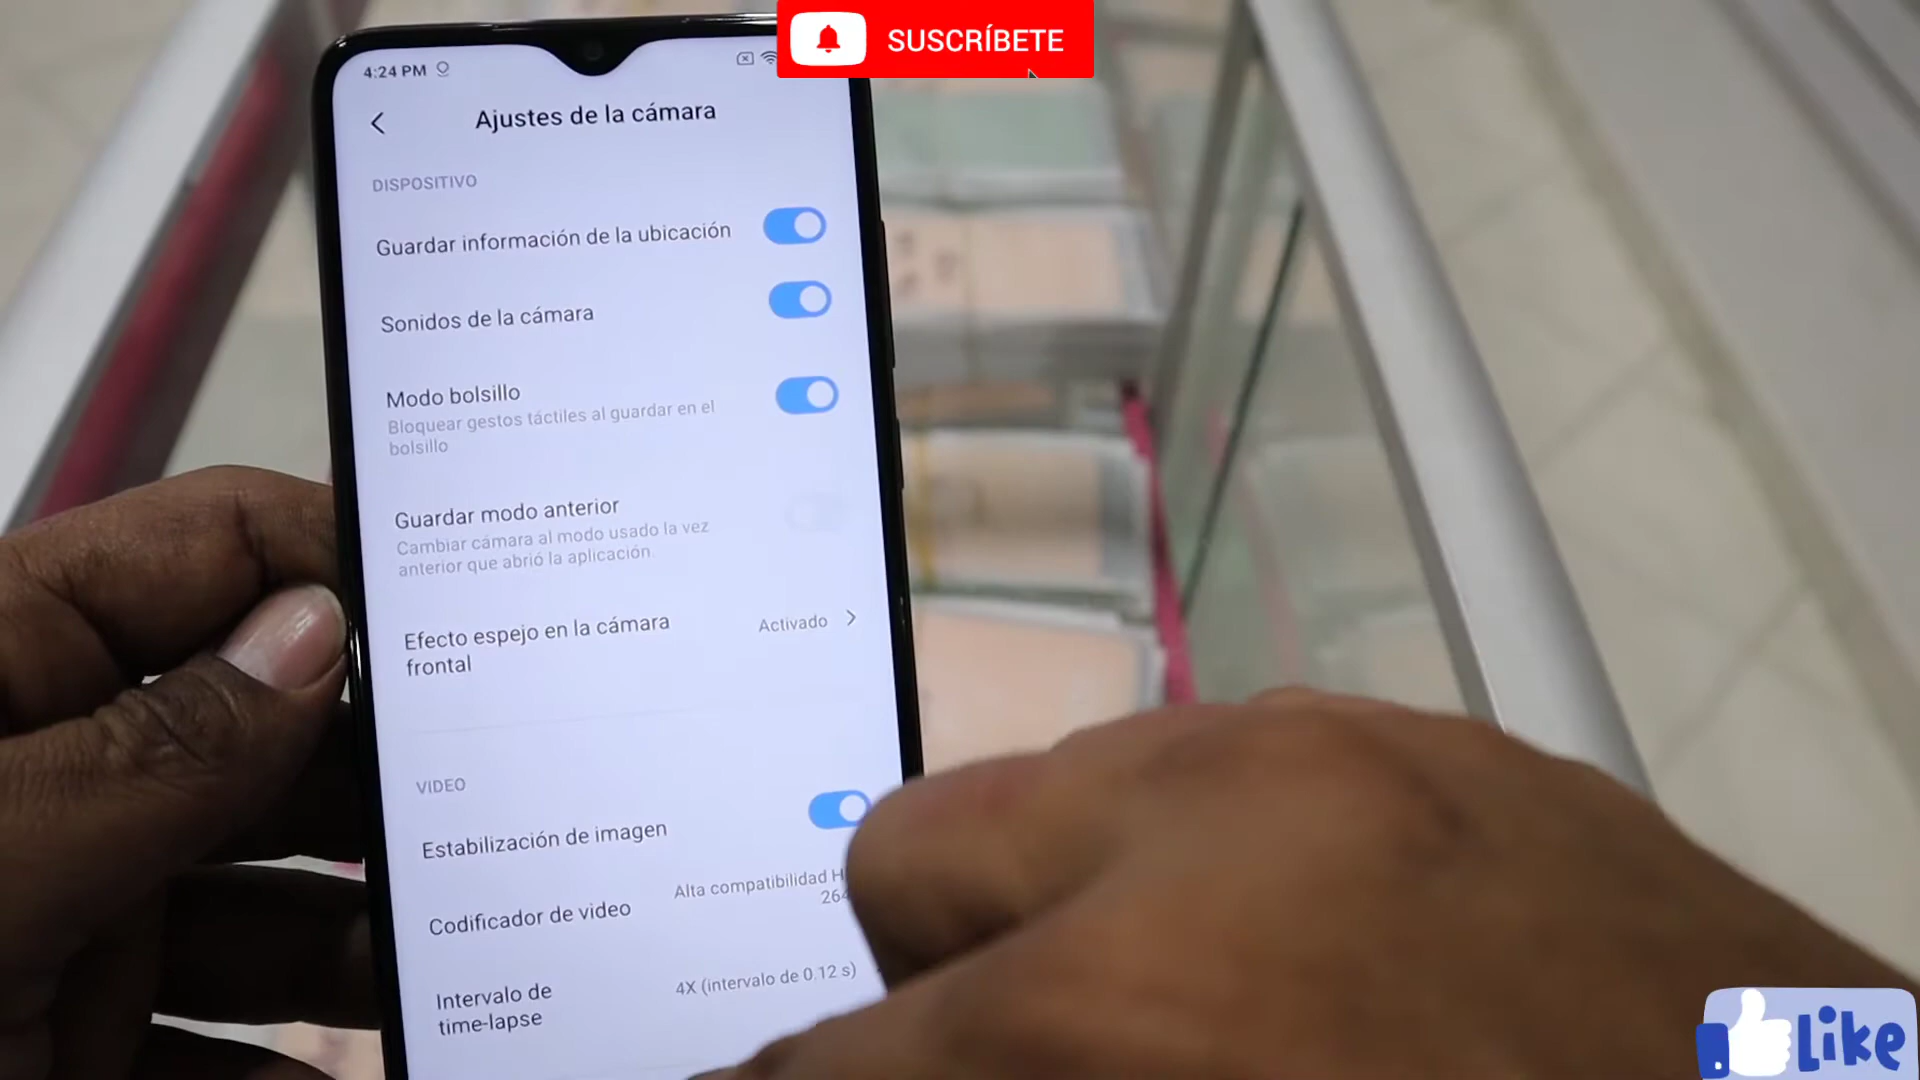 SUSCRÍBETE
4:24 PM
Ajustes de la cámara
DISPOSITIVO
Guardar información de la ubicación
Sonidos de la cámara
Modo bolsillo
Bloquear gestos táctiles al guardar en el
bolsillo
Guardar modo anterior
Cambiar cámara al modo usado la vez
anterior que abrió la aplicación.
Efecto espejo en la cámara
frontal
Activado
VIDEO
Estabilización de imagen
Codificador de video
Alta compatibilidad H
264
Intervalo de
time-lapse
4X (intervalo de 0.12 s)
Like